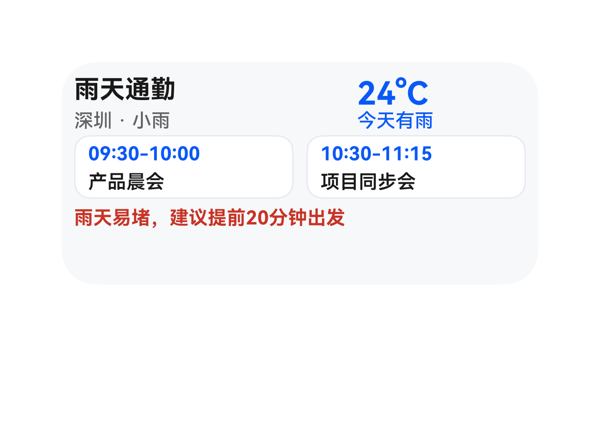 雨天通勤
24°C
深圳 · 小雨
今天有雨
09:30-10:00
产品晨会
10:30-11:15
项目同步会
雨天易堵，建议提前20分钟出发